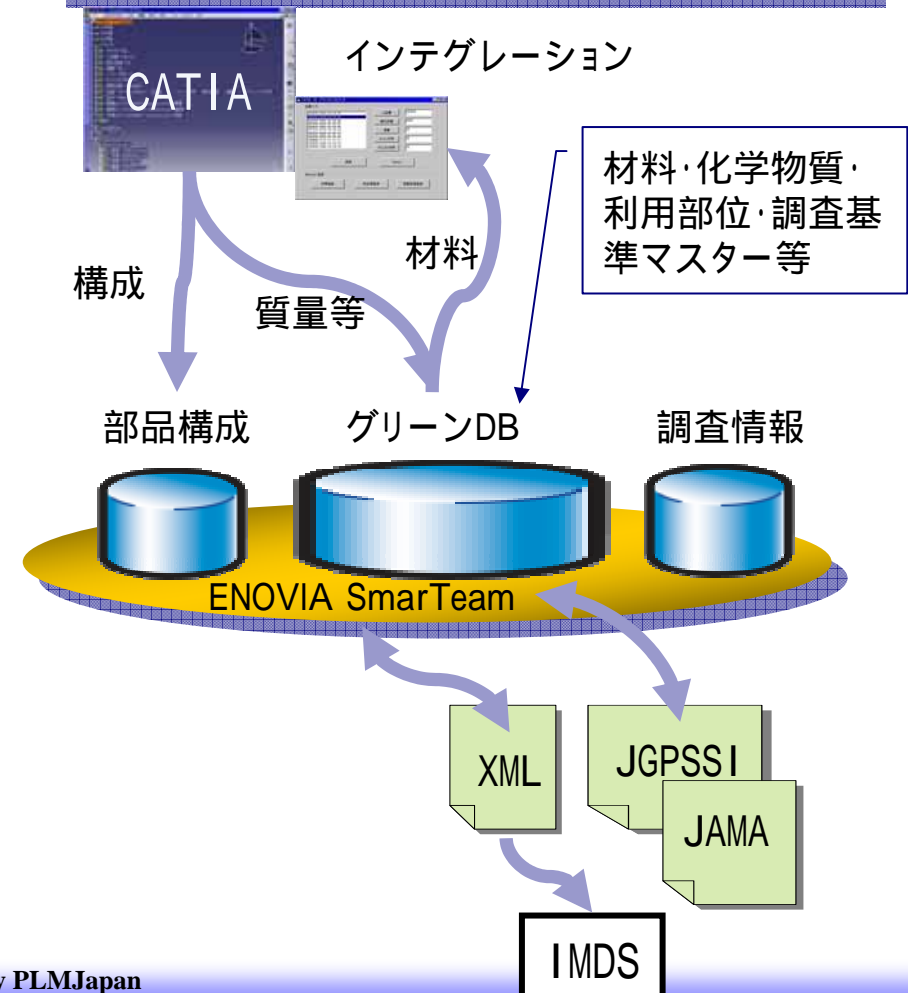 インテグレーション
CATIA
材料･化学物質･
利用部位･調査基
準マスター等
材料
構成
質量等
部品構成
グリーンDB
調査情報
ENOVIA SmarTeam
XML
JGPSSI
JAMA
IMDS
PLMJapan